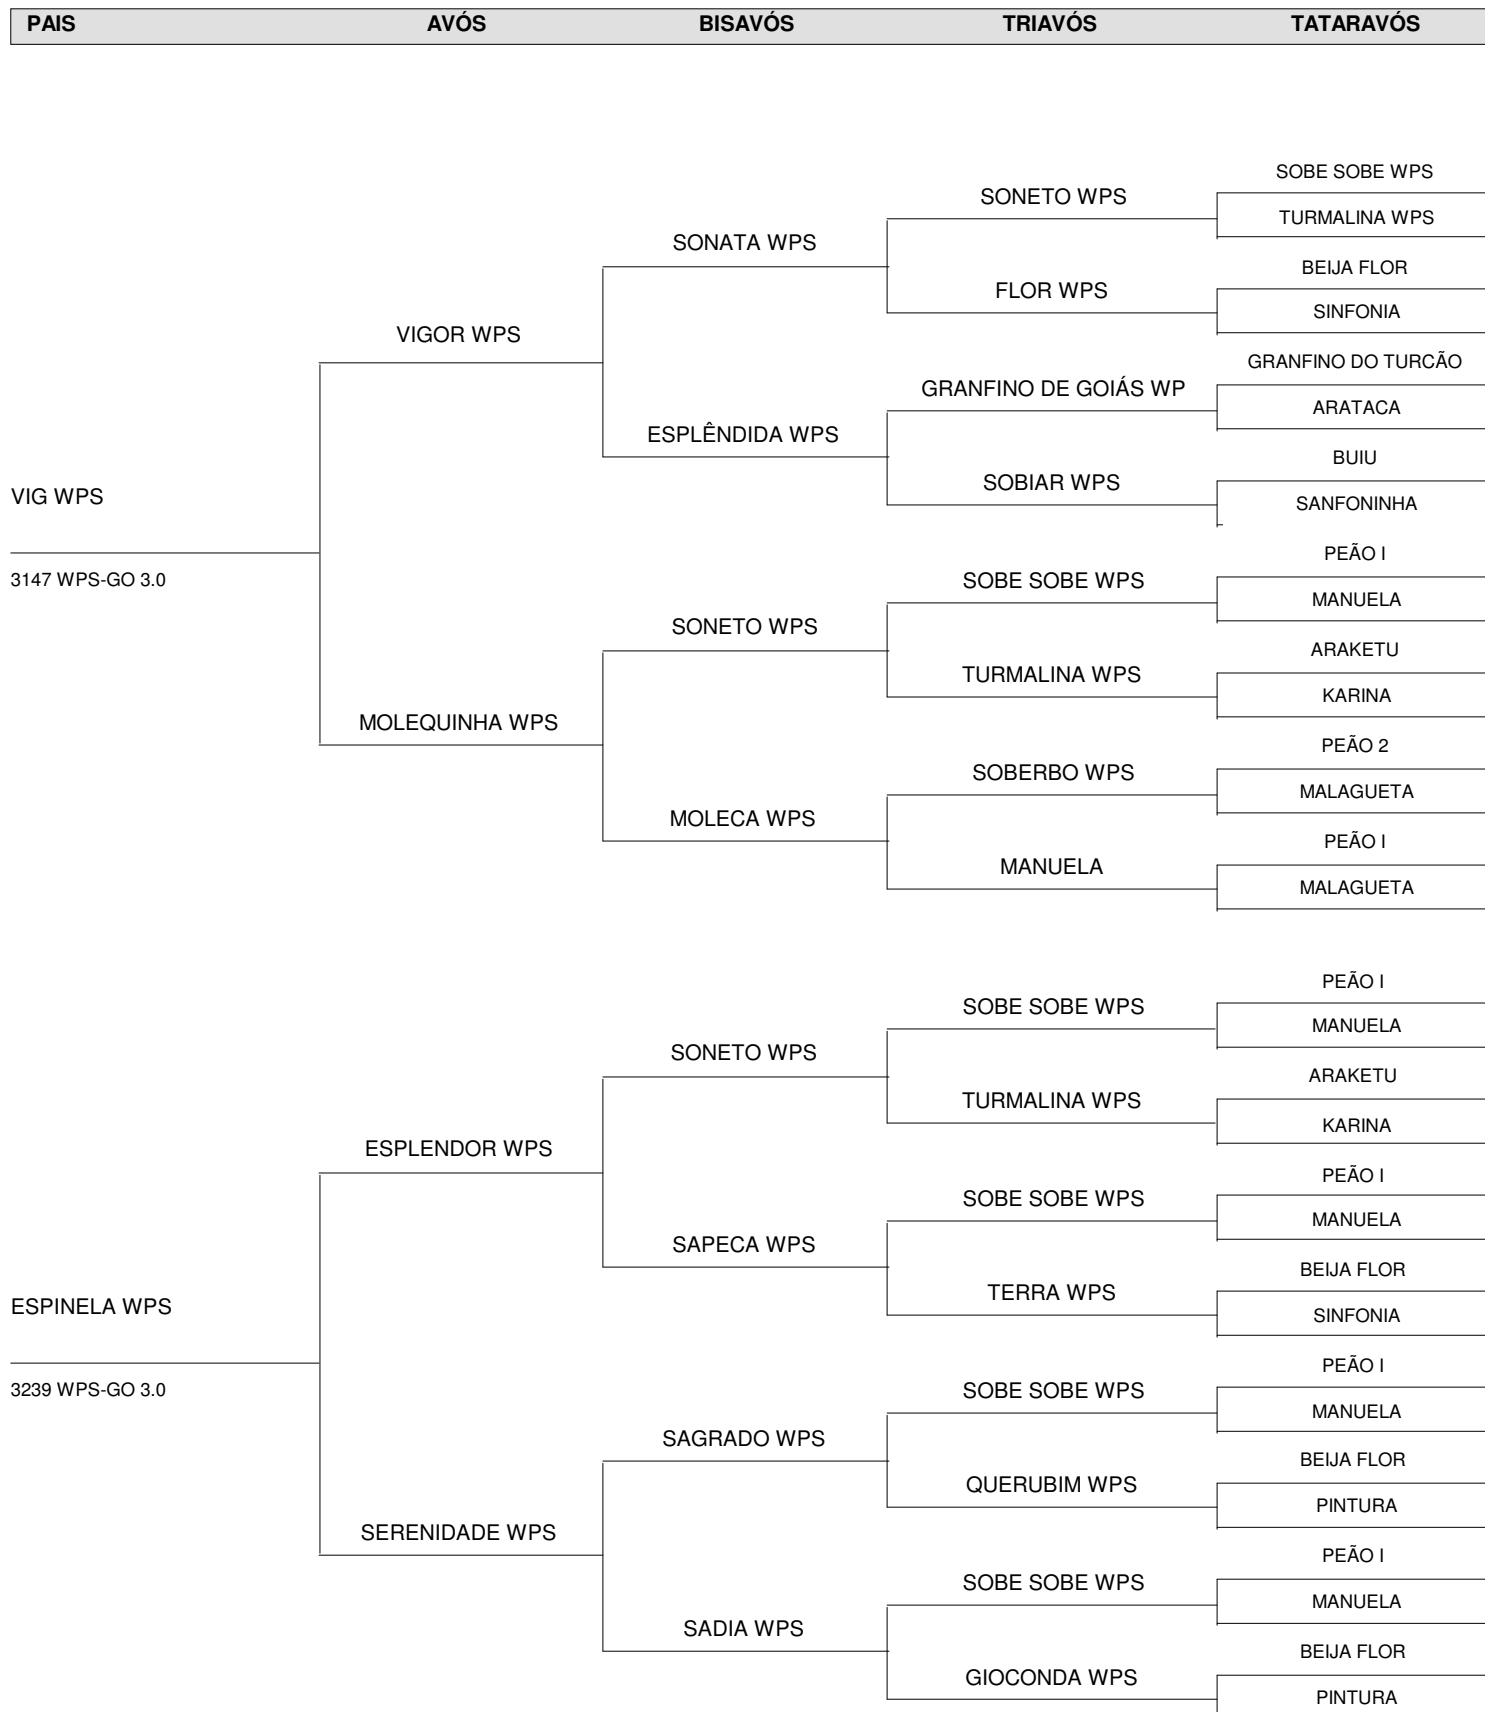 PAIS AVÓS BISAVÓS TRIAVÓS TATARAVÓS
SOBE SOBE WPS
SONETO WPS
TURMALINA WPS
SONATA WPS
BEIJA FLOR
FLOR WPS
SINFONIA
VIGOR WPS
GRANFINO DO TURCÃO
GRANFINO DE GOIÁS WP
ARATACA
ESPLÊNDIDA WPS
BUIU
SOBIAR WPS
VIG WPS
SANFONINHA
PEÃO I
3147 WPS-GO 3.0
SOBE SOBE WPS
MANUELA
SONETO WPS
ARAKETU
TURMALINA WPS
KARINA
MOLEQUINHA WPS
PEÃO 2
SOBERBO WPS
MALAGUETA
MOLECA WPS
PEÃO I
MANUELA
MALAGUETA
PEÃO I
SOBE SOBE WPS
MANUELA
SONETO WPS
ARAKETU
TURMALINA WPS
KARINA
ESPLENDOR WPS
PEÃO I
SOBE SOBE WPS
MANUELA
SAPECA WPS
BEIJA FLOR
TERRA WPS
ESPINELA WPS
SINFONIA
PEÃO I
3239 WPS-GO 3.0
SOBE SOBE WPS
MANUELA
SAGRADO WPS
BEIJA FLOR
QUERUBIM WPS
PINTURA
SERENIDADE WPS
PEÃO I
SOBE SOBE WPS
MANUELA
SADIA WPS
BEIJA FLOR
GIOCONDA WPS
PINTURA